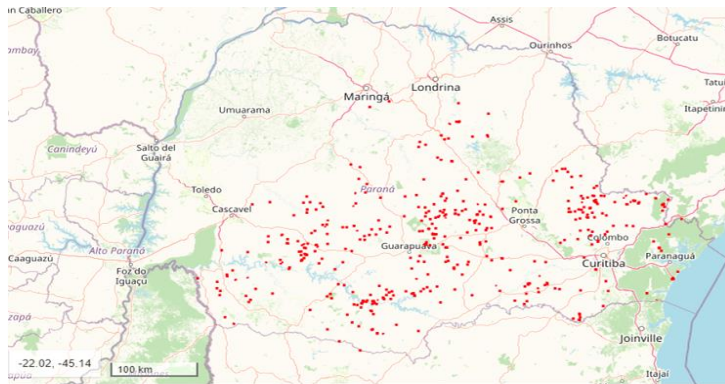 an Caballero
Assis
Botucatu
Ourinhos
Londrina
Maringá
Tatuí
Umuarama
Itapetinin
Salto del
Guairá
Canindeyú
Toledo
Paraná
Cascavel
Ponta
Grossa
Alto Paraná
Guarapuava
Colombo
Caaguazú
Curitiba
Paranaguá
Foz do
Iguaçu
Joinville
-22.02, -45.14
100 km
Itajaí